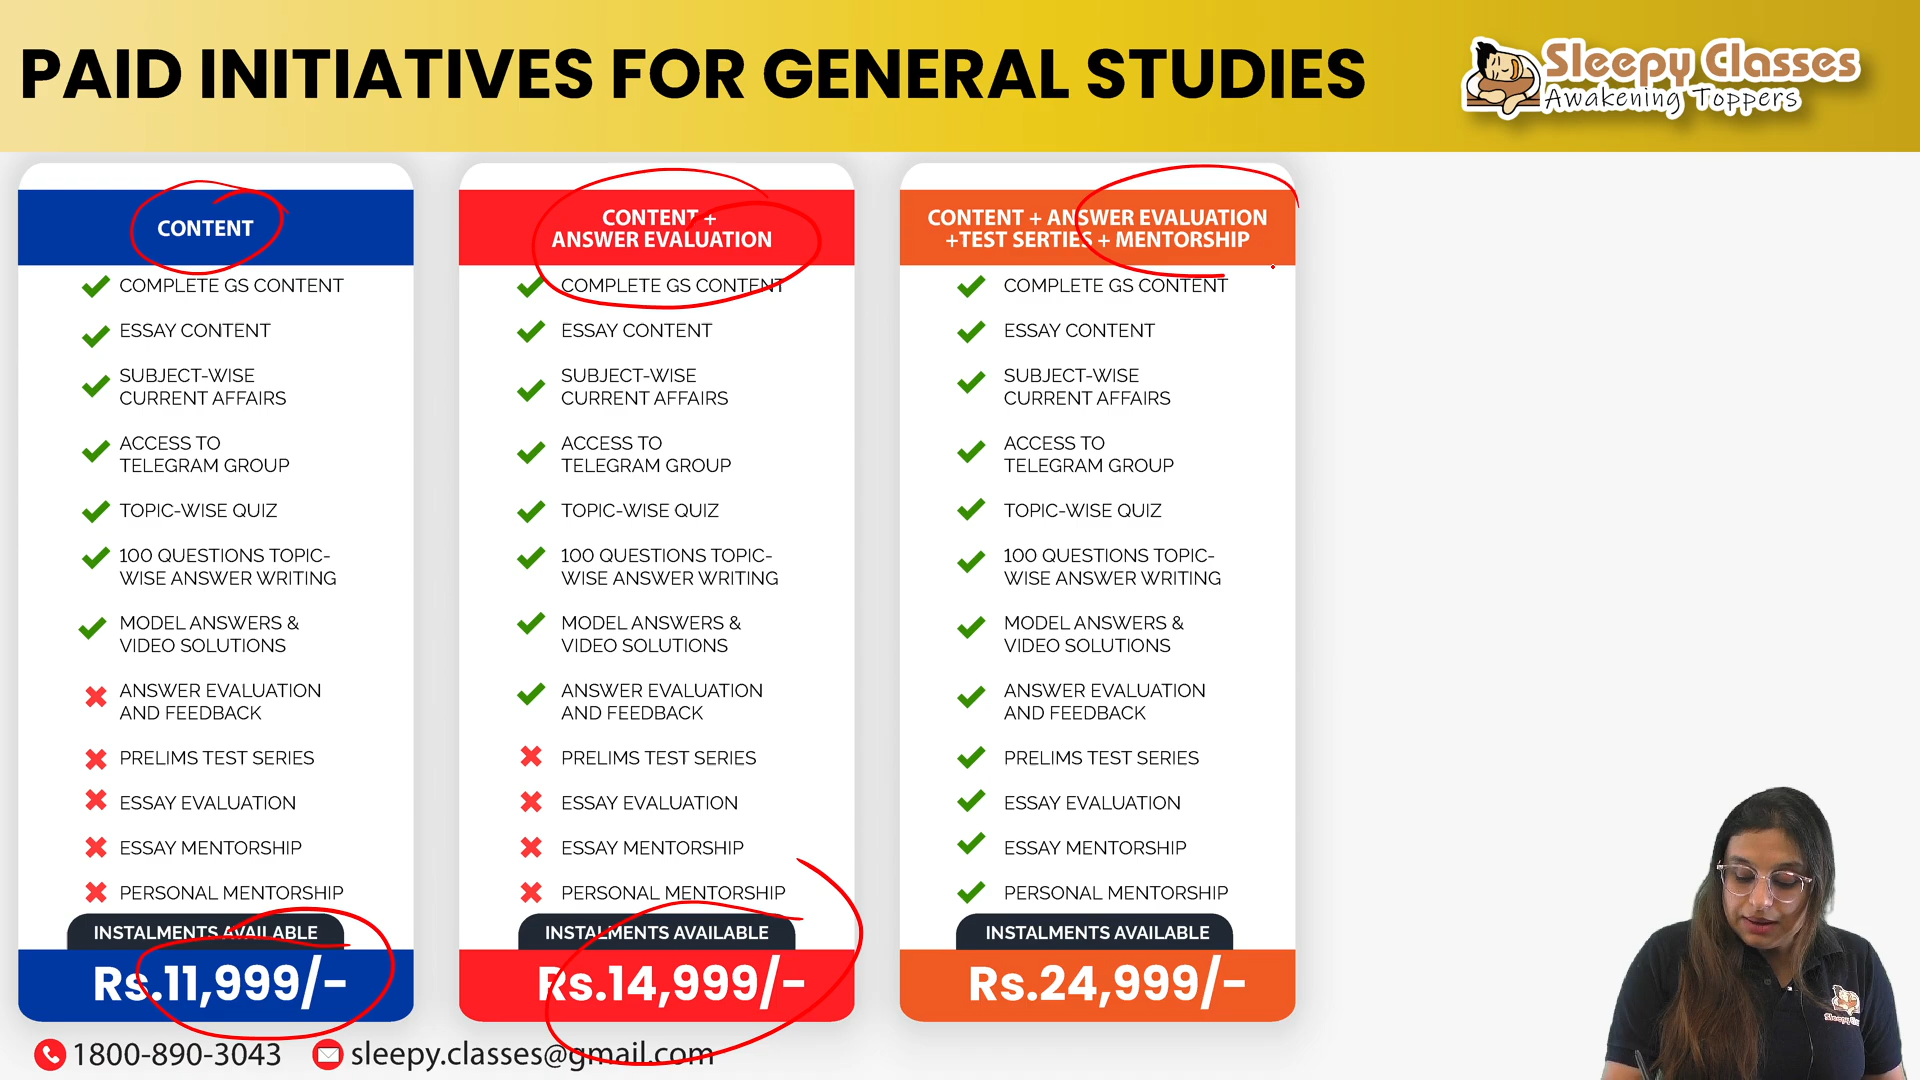 PAID INITIATIVES FOR GENERAL STUDIES
Sleepy Classes
Awakening Toppers
CONTENT
COMPLETE GS CONTENT
ESSAY CONTENT
SUBJECT-WISE
CURRENT AFFAIRS
ACCESS TO
TELEGRAM GROUP
TOPIC-WISE QUIZ
100 QUESTIONS TOPIC-
WISE ANSWER WRITING
MODEL ANSWERS &
VIDEO SOLUTIONS
ANSWER EVALUATION
AND FEEDBACK
PRELIMS TEST SERIES
ESSAY EVALUATION
ESSAY MENTORSHIP
PERSONAL MENTORSHIP
INSTALMENTS AVAILABLE
Rs.11,999/-
CONTENT +
ANSWER EVALUATION
COMPLETE GS CONTENT
ESSAY CONTENT
SUBJECT-WISE
CURRENT AFFAIRS
ACCESS TO
TELEGRAM GROUP
TOPIC-WISE QUIZ
100 QUESTIONS TOPIC-
WISE ANSWER WRITING
MODEL ANSWERS &
VIDEO SOLUTIONS
ANSWER EVALUATION
AND FEEDBACK
PRELIMS TEST SERIES
ESSAY EVALUATION
ESSAY MENTORSHIP
PERSONAL MENTORSHIP
INSTALMENTS AVAILABLE
Rs.14,999/-
CONTENT + ANSWER EVALUATION
+TEST SERTIES + MENTORSHIP
COMPLETE GS CONTENT
ESSAY CONTENT
SUBJECT-WISE
CURRENT AFFAIRS
ACCESS TO
TELEGRAM GROUP
TOPIC-WISE QUIZ
100 QUESTIONS TOPIC-
WISE ANSWER WRITING
MODEL ANSWERS &
VIDEO SOLUTIONS
ANSWER EVALUATION
AND FEEDBACK
PRELIMS TEST SERIES
ESSAY EVALUATION
ESSAY MENTORSHIP
PERSONAL MENTORSHIP
INSTALMENTS AVAILABLE
Rs.24,999/-
1800-890-3043
sleepy.classes@gmail.com
Sleepy